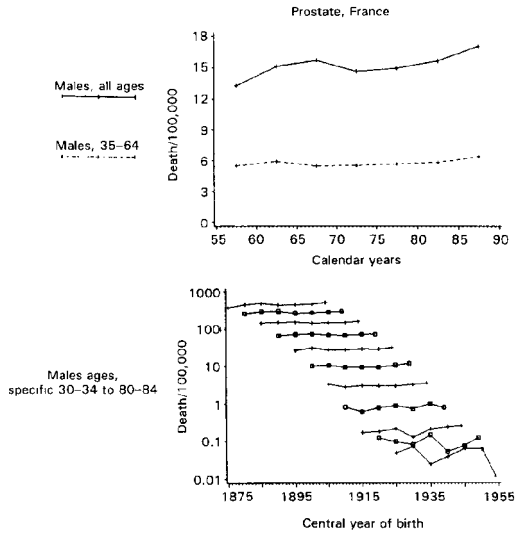 Prostate, France
Males, all ages
Males, 35–64
Death/100,000
18
15
12
9
6
3
0
55 60 65 70 75 80 85 90
Calendar years
Males ages,
specific 30–34 to 80–84
Death/100,000
1000
100
10
1
0.1
0.01
1875 1895 1915 1935 1955
Central year of birth